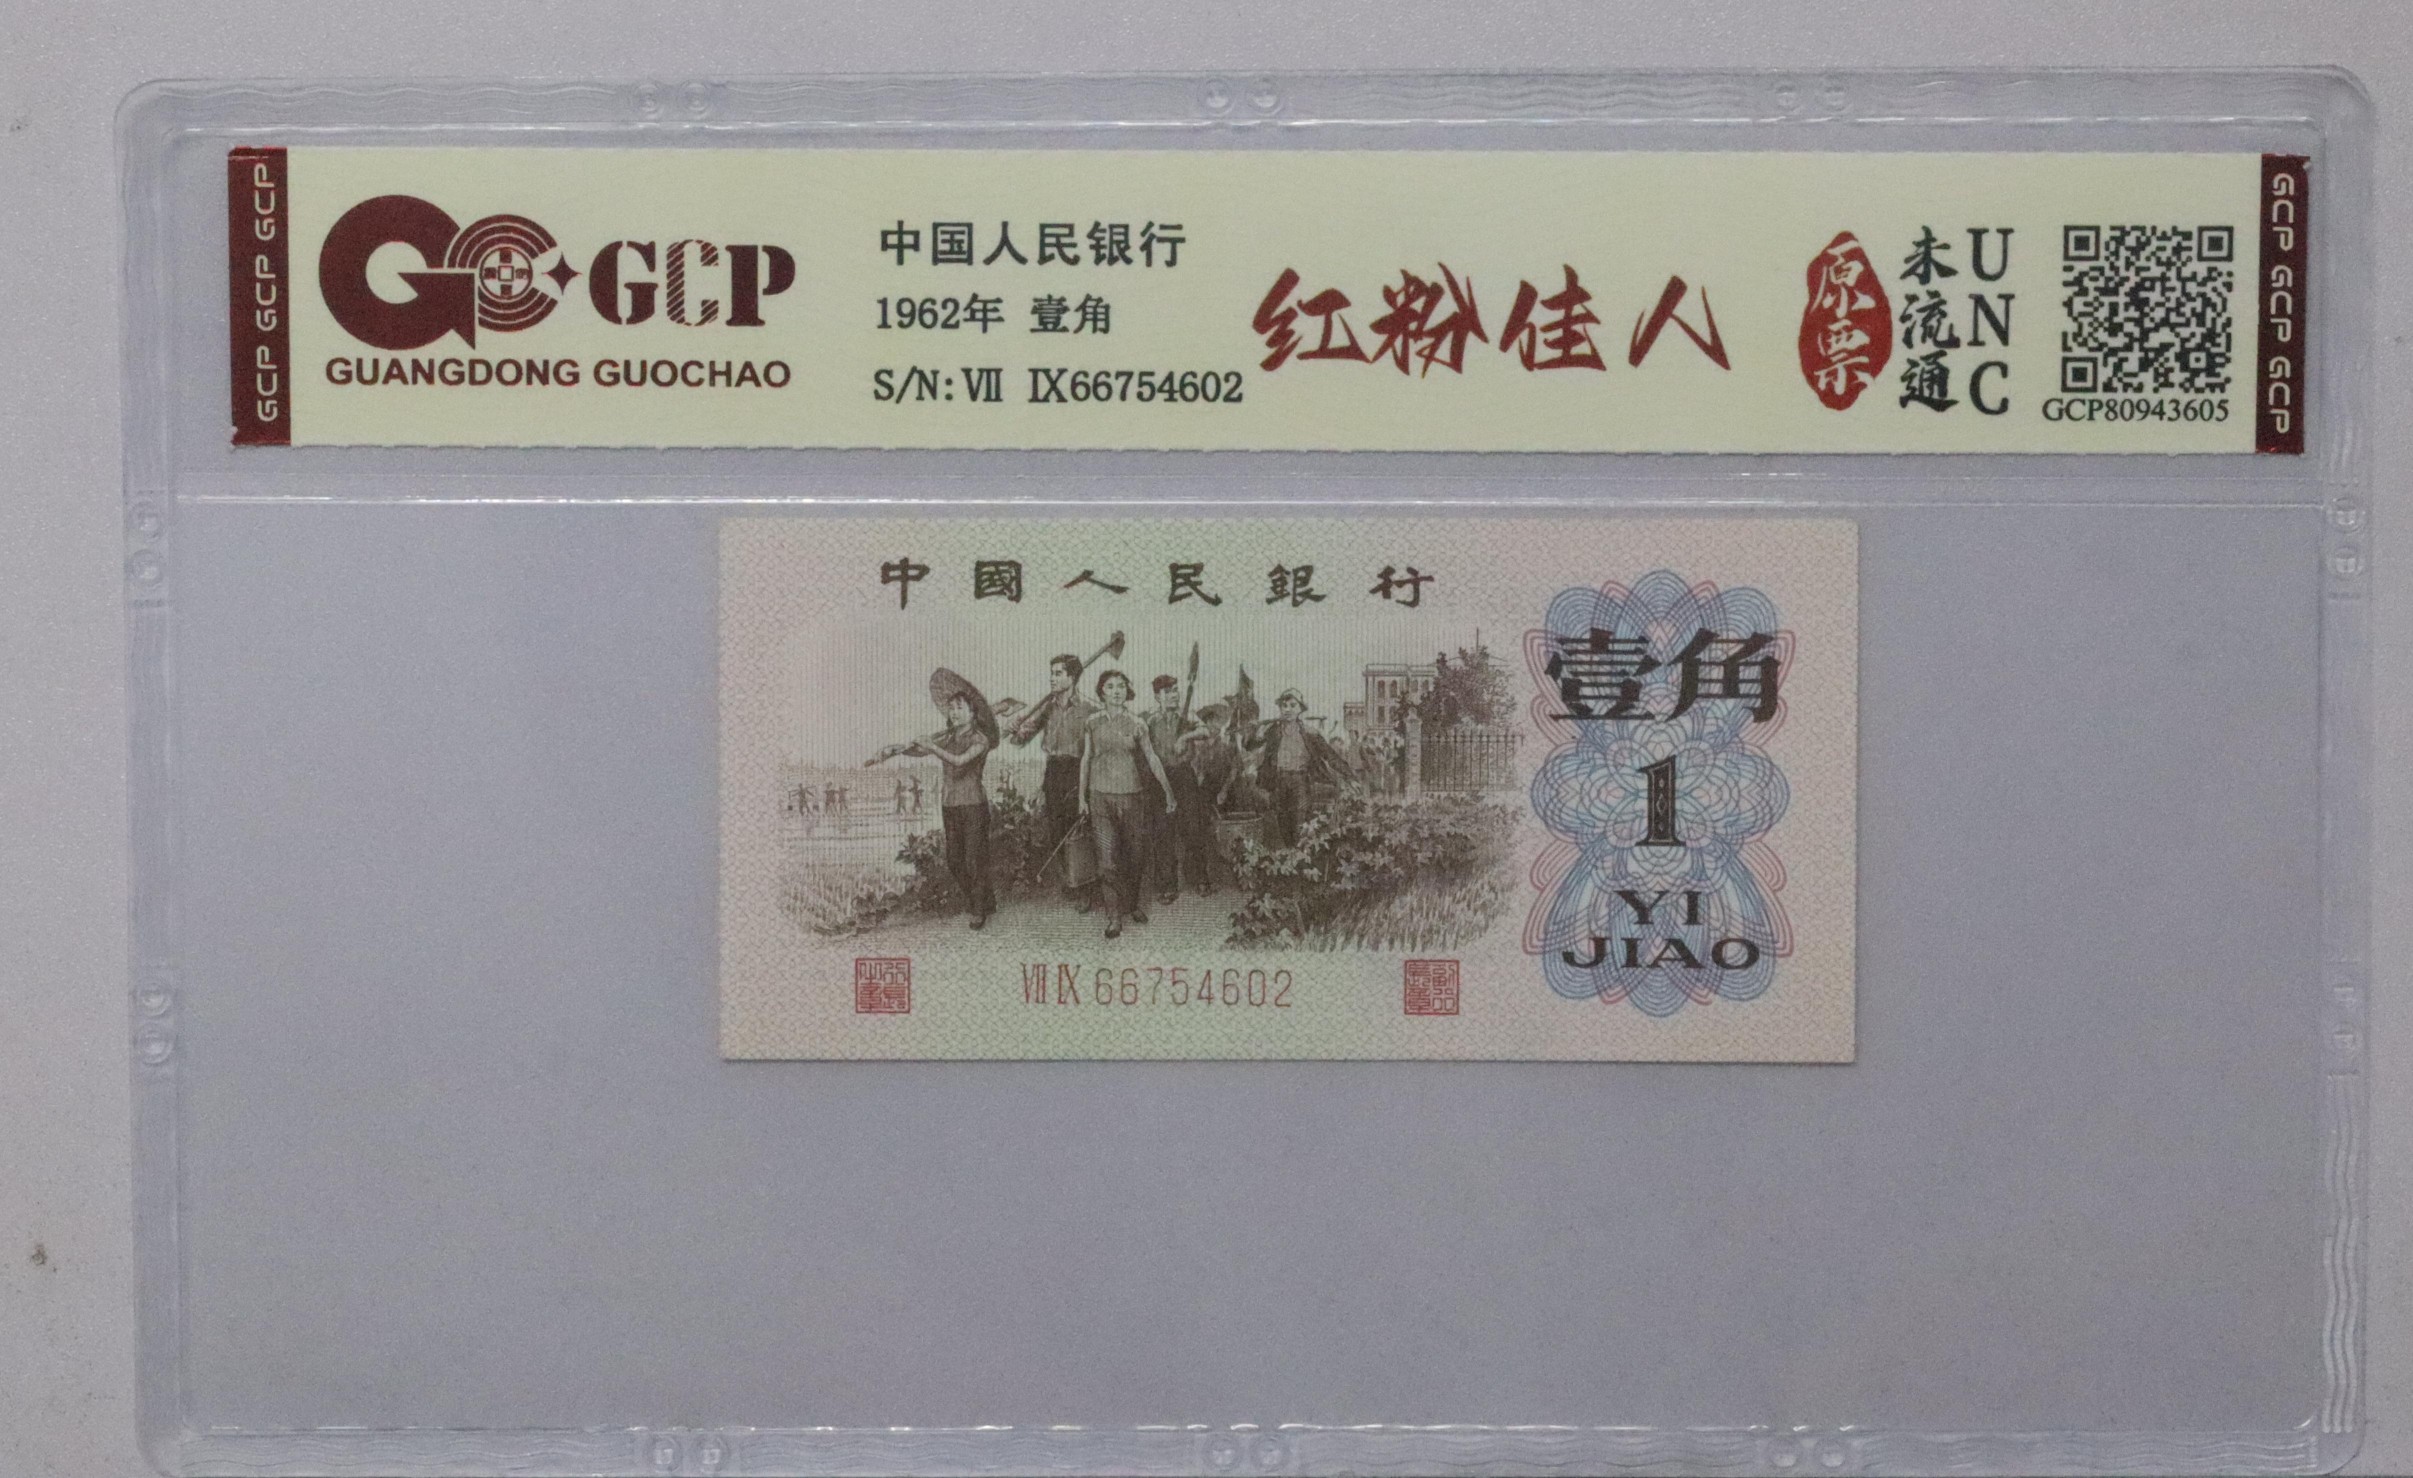 GCP GCP GCP
GCP
GUANGDONG GUOCHAO
中国人民银行
1962年 壹角
S/N: VII IX66754602
红粉佳人
原票
未流通
UNC
GCP80943605
GCP GCP GCP
中國人民銀行
壹角
1
YI
JIAO
VII IX 66754602